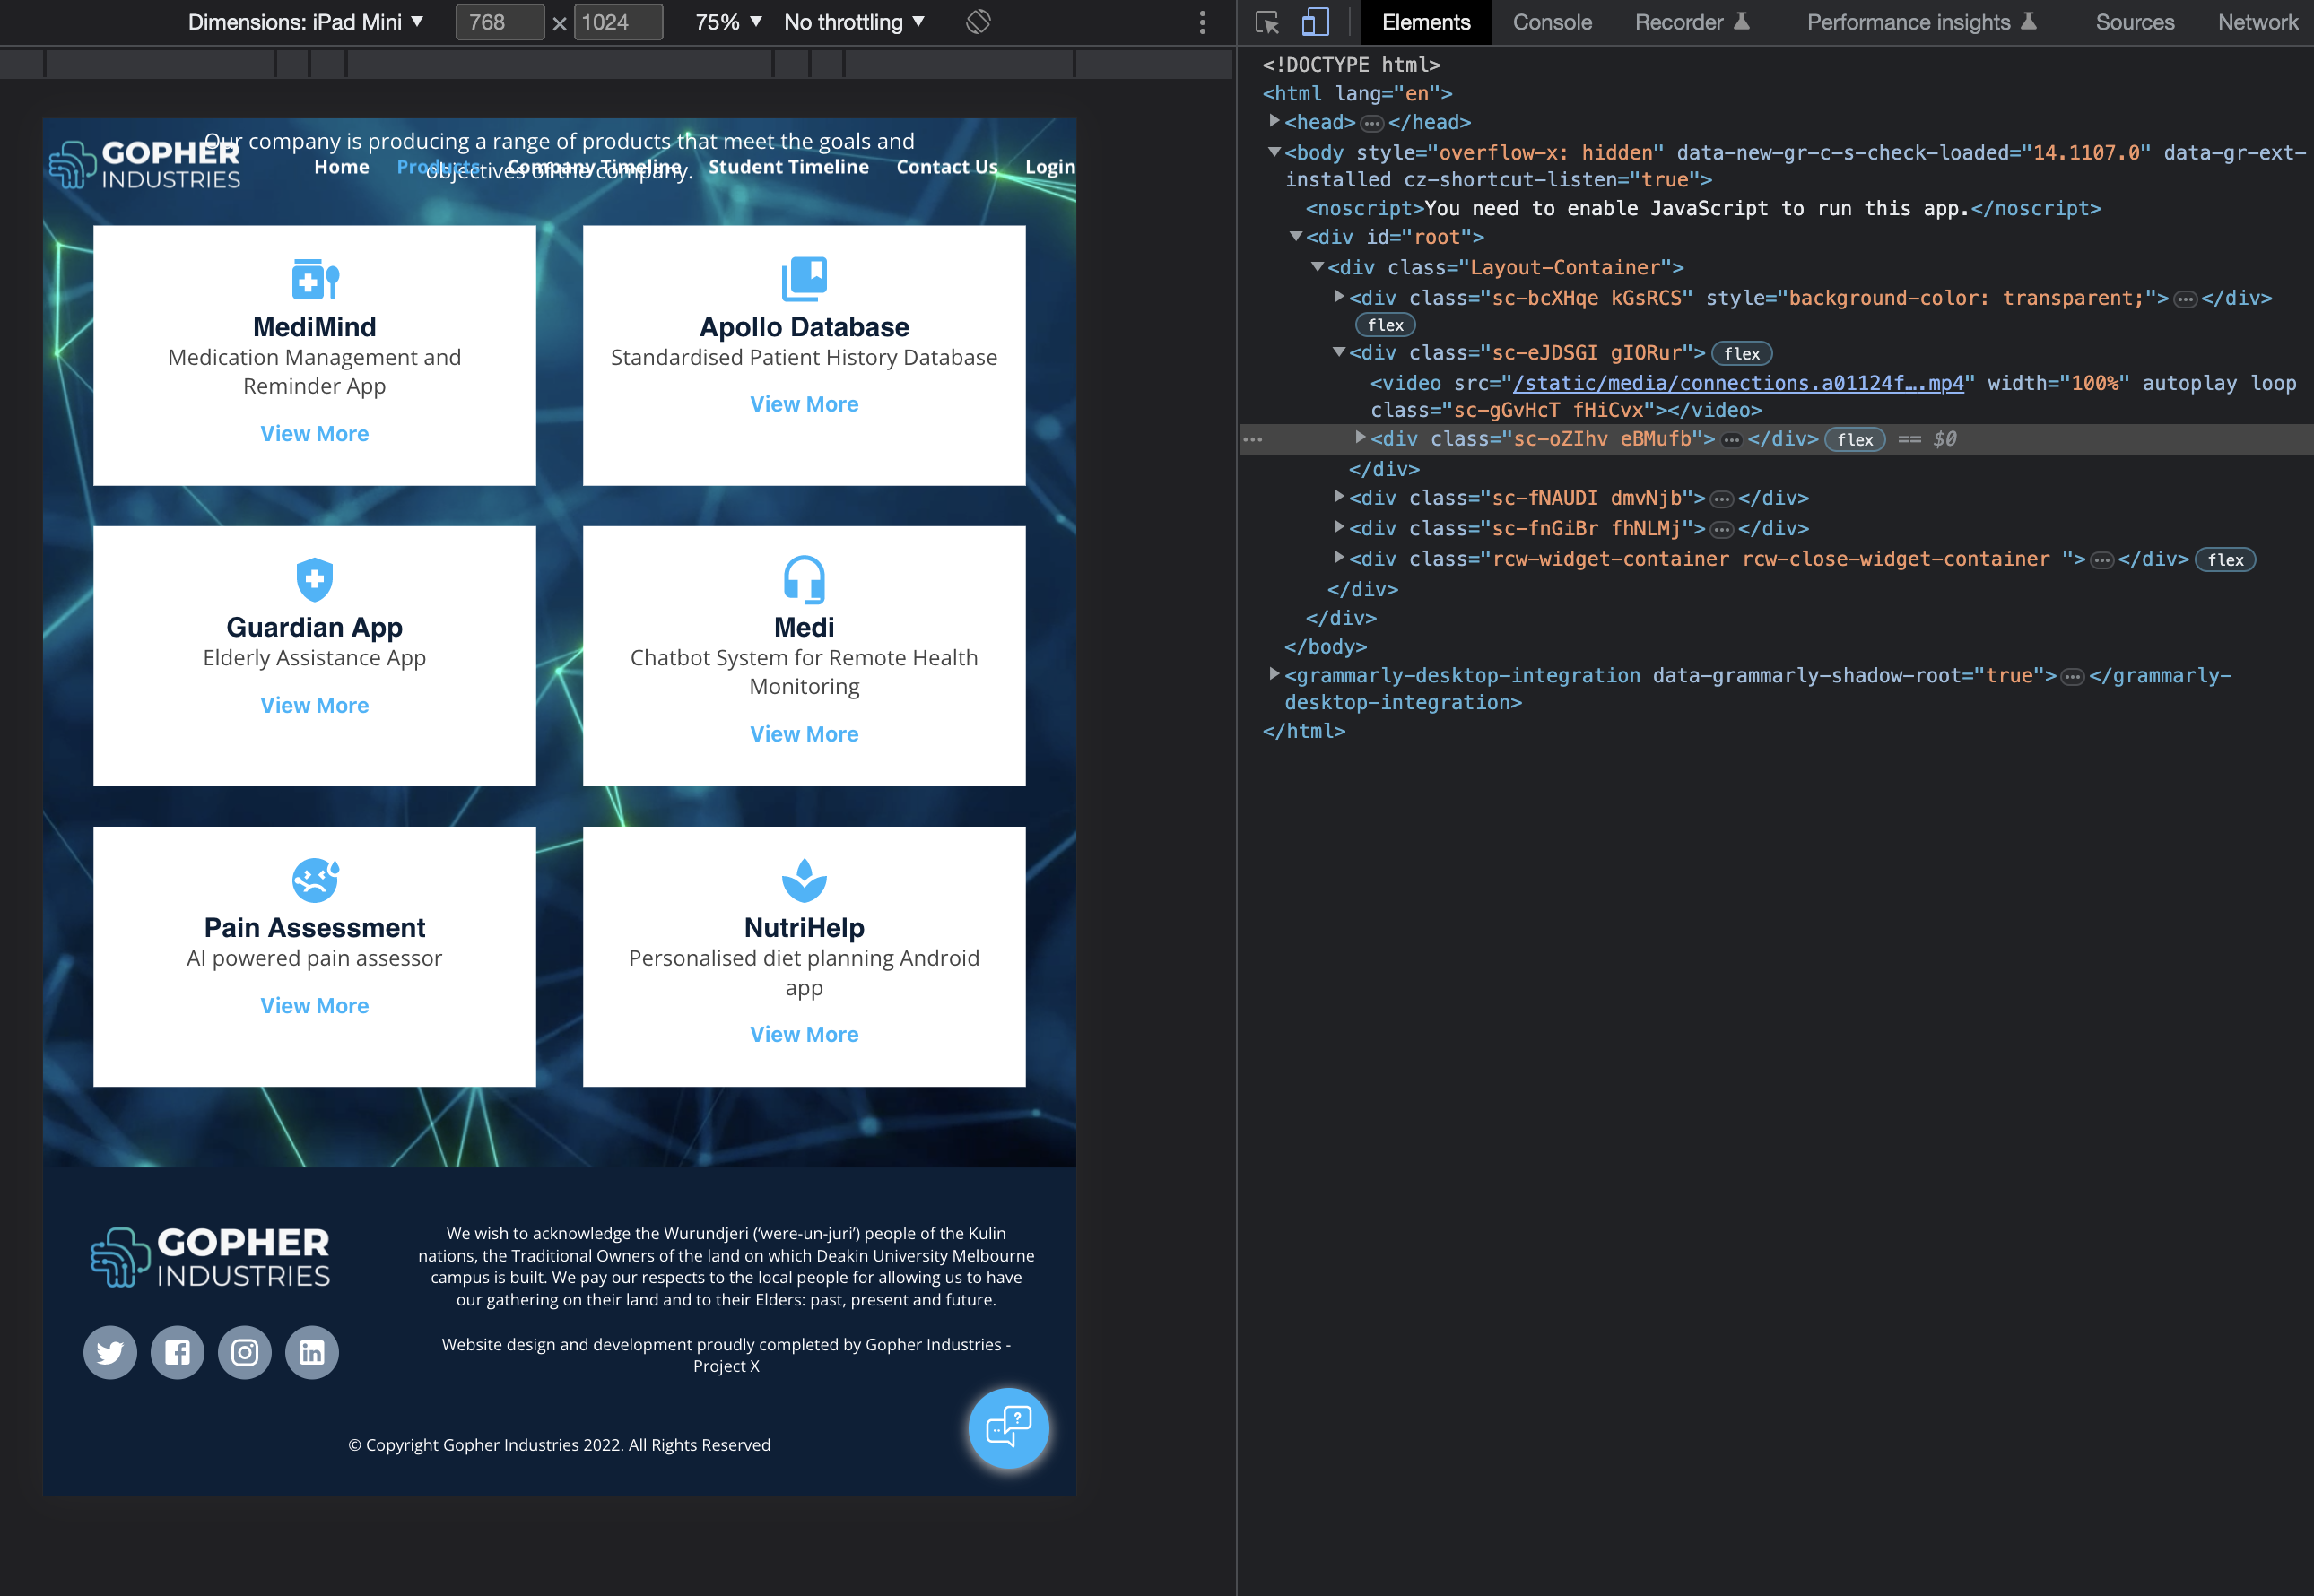 Dimensions: iPad Mini ▼ 768 × 1024 75% ▼ No throttling ▼
Our company is producing a range of products that meet the goals and
objectives of the company.
GOPHER
INDUSTRIES
Home Products Company Timeline Student Timeline Contact Us Login
MediMind
Medication Management and
Reminder App
View More
Apollo Database
Standardised Patient History Database
View More
Guardian App
Elderly Assistance App
View More
Medi
Chatbot System for Remote Health
Monitoring
View More
Pain Assessment
AI powered pain assessor
View More
NutriHelp
Personalised diet planning Android
app
View More
GOPHER
INDUSTRIES
We wish to acknowledge the Wurundjeri (‘were-un-juri’) people of the Kulin
nations, the Traditional Owners of the land on which Deakin University Melbourne
campus is built. We pay our respects to the local people for allowing us to have
our gathering on their land and to their Elders: past, present and future.
Website design and development proudly completed by Gopher Industries -
Project X
© Copyright Gopher Industries 2022. All Rights Reserved
Elements Console Recorder Performance insights Sources Network
<!DOCTYPE html>
<html lang="en">
<head>…</head>
<body style="overflow-x: hidden" data-new-gr-c-s-check-loaded="14.1107.0" data-gr-ext-
installed cz-shortcut-listen="true">
<noscript>You need to enable JavaScript to run this app.</noscript>
<div id="root">
<div class="Layout-Container">
<div class="sc-bcXHqe kGsRCS" style="background-color: transparent;">…</div>
flex
<div class="sc-eJDSGI gIORur"> flex
<video src="/static/media/connections.a01124f….mp4" width="100%" autoplay loop
class="sc-gGvHcT fHiCvx"></video>
<div class="sc-oZIhv eBMufb">…</div> flex == $0
</div>
<div class="sc-fNAUDI dmvNjb">…</div>
<div class="sc-fnGiBr fhNLMj">…</div>
<div class="rcw-widget-container rcw-close-widget-container ">…</div> flex
</div>
</div>
</body>
<grammarly-desktop-integration data-grammarly-shadow-root="true">…</grammarly-
desktop-integration>
</html>